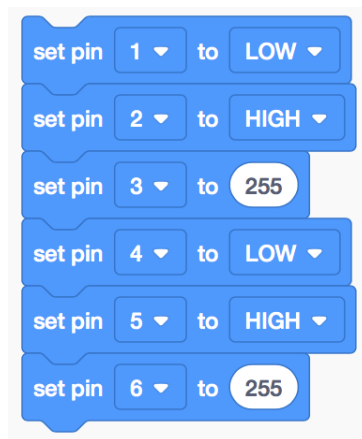 set pin 1 to LOW
set pin 2 to HIGH
set pin 3 to 255
set pin 4 to LOW
set pin 5 to HIGH
set pin 6 to 255